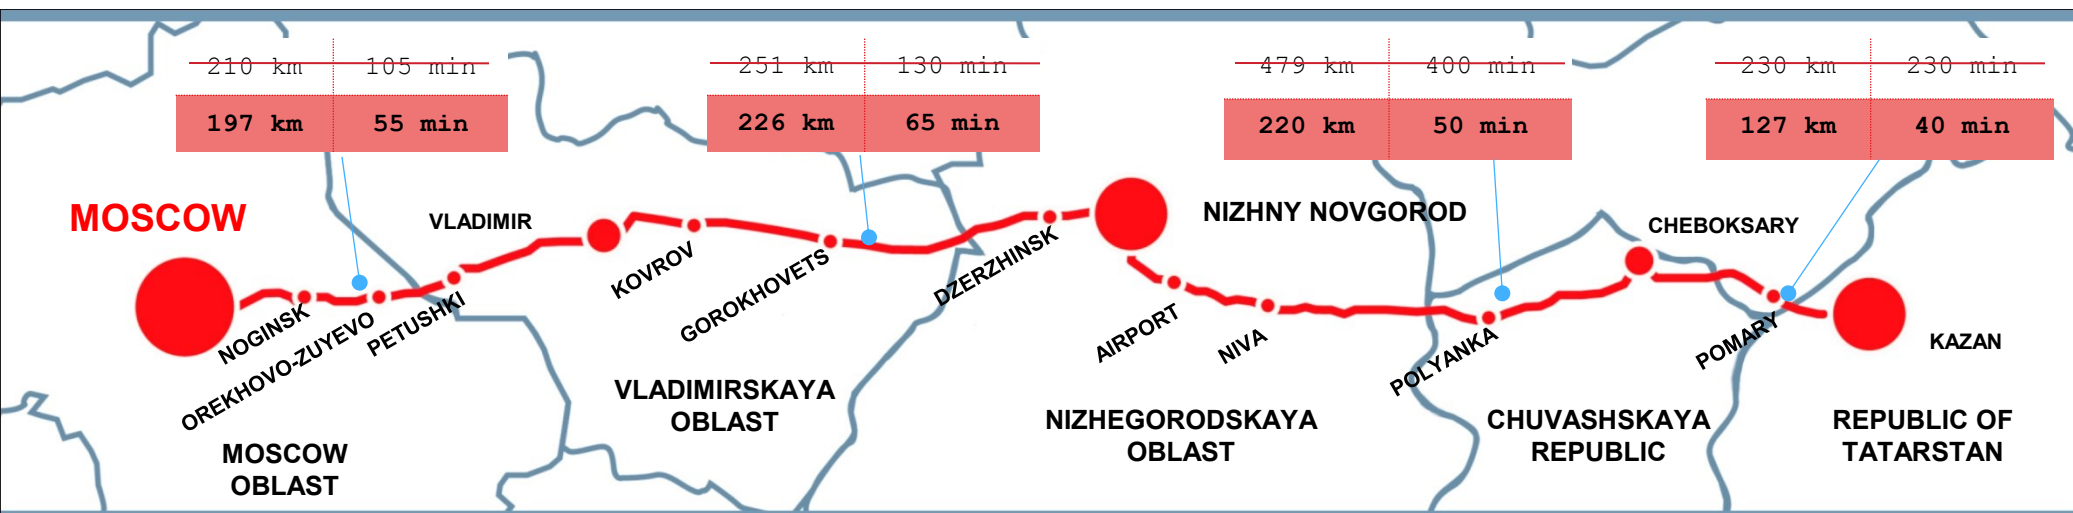 210 km 105 min
197 km 55 min
251 km 130 min
226 km 65 min
479 km 400 min
220 km 50 min
230 km 230 min
127 km 40 min
MOSCOW
NOGINSK
OREKHOVO-ZUYEVO
PETUSHKI
VLADIMIR
KOVROV
GOROKHOVETS
DZERZHINSK
NIZHNY NOVGOROD
AIRPORT
NIVA
POLYANKA
CHEBOKSARY
POMARY
KAZAN
MOSCOW
OBLAST
VLADIMIRSKAYA
OBLAST
NIZHEGORODSKAYA
OBLAST
CHUVASHSKAYA
REPUBLIC
REPUBLIC OF
TATARSTAN